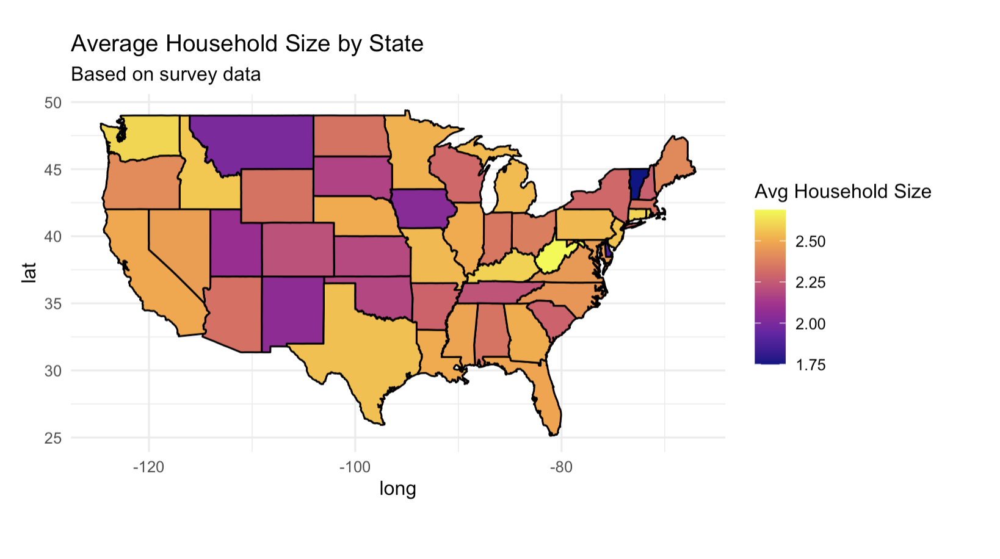 Average Household Size by State
Based on survey data
50
45
40
35
30
25
lat
-120
-100
-80
long
Avg Household Size
2.50
2.25
2.00
1.75